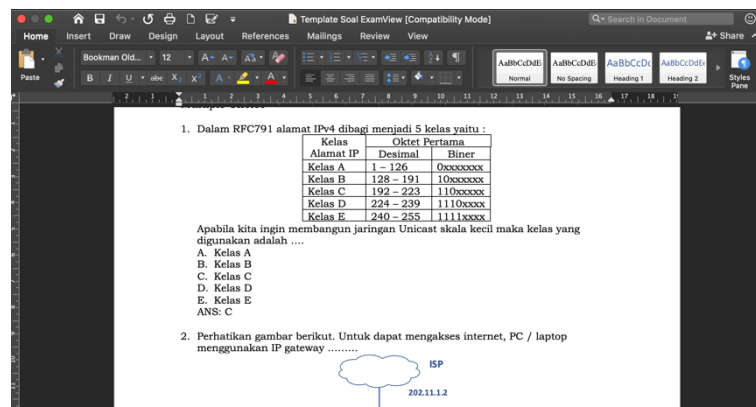 Template Soal ExamView [Compatibility Mode]
Search in Document
Home Insert Draw Design Layout References Mailings Review View Share
Paste
Bookman Old... 12
AaBbCcDdE AaBbCcDdE AaBbCcDc AaBbCcDdEe
Normal No Spacing Heading 1 Heading 2 Styles Pane
1. Dalam RFC791 alamat IPv4 dibagi menjadi 5 kelas yaitu :
Kelas Alamat IP Oktet Pertama
Desimal Biner
Kelas A 1 – 126 0xxxxxxx
Kelas B 128 – 191 10xxxxxx
Kelas C 192 – 223 110xxxxx
Kelas D 224 – 239 1110xxxx
Kelas E 240 – 255 1111xxxx
Apabila kita ingin membangun jaringan Unicast skala kecil maka kelas yang
digunakan adalah ....
A. Kelas A
B. Kelas B
C. Kelas C
D. Kelas D
E. Kelas E
ANS: C
2. Perhatikan gambar berikut. Untuk dapat mengakses internet, PC / laptop
menggunakan IP gateway .........
ISP
202.11.1.2